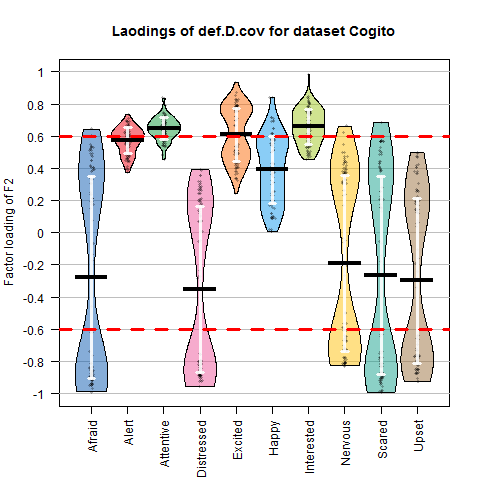 Laodings of def.D.cov for dataset Cogito
Factor loading of F2
1
0.8
0.6
0.4
0.2
0
-0.2
-0.4
-0.6
-0.8
-1
Afraid
Alert
Attentive
Distressed
Excited
Happy
Interested
Nervous
Scared
Upset